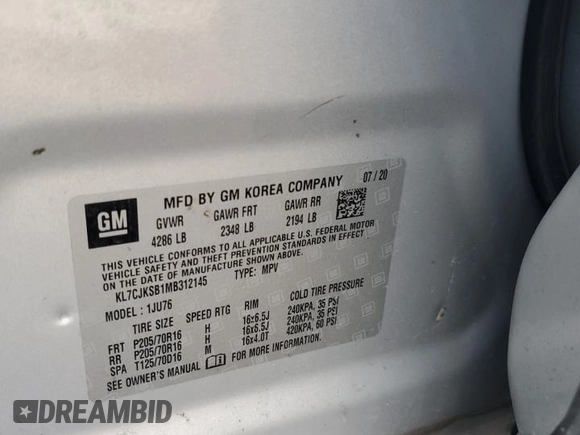 GM
MFD BY GM KOREA COMPANY 07/20
GVWR GAWR FRT GAWR RR
4286 LB 2348 LB 2194 LB
THIS VEHICLE CONFORMS TO ALL APPLICABLE U.S. FEDERAL MOTOR
VEHICLE SAFETY AND THEFT PREVENTION STANDARDS IN EFFECT
ON THE DATE OF MANUFACTURE SHOWN ABOVE.
KL7CJKSB1MB312145 TYPE: MPV
MODEL : 1JU76
TIRE SIZE SPEED RTG RIM COLD TIRE PRESSURE
FRT P205/70R16 H 16x6.5J 240KPA, 35 PSI
RR P205/70R16 H 16x6.5J 240KPA, 35 PSI
SPA T125/70D16 M 16x4.0T 420KPA, 60 PSI
SEE OWNER'S MANUAL FOR MORE INFORMATION.
DREAMBID